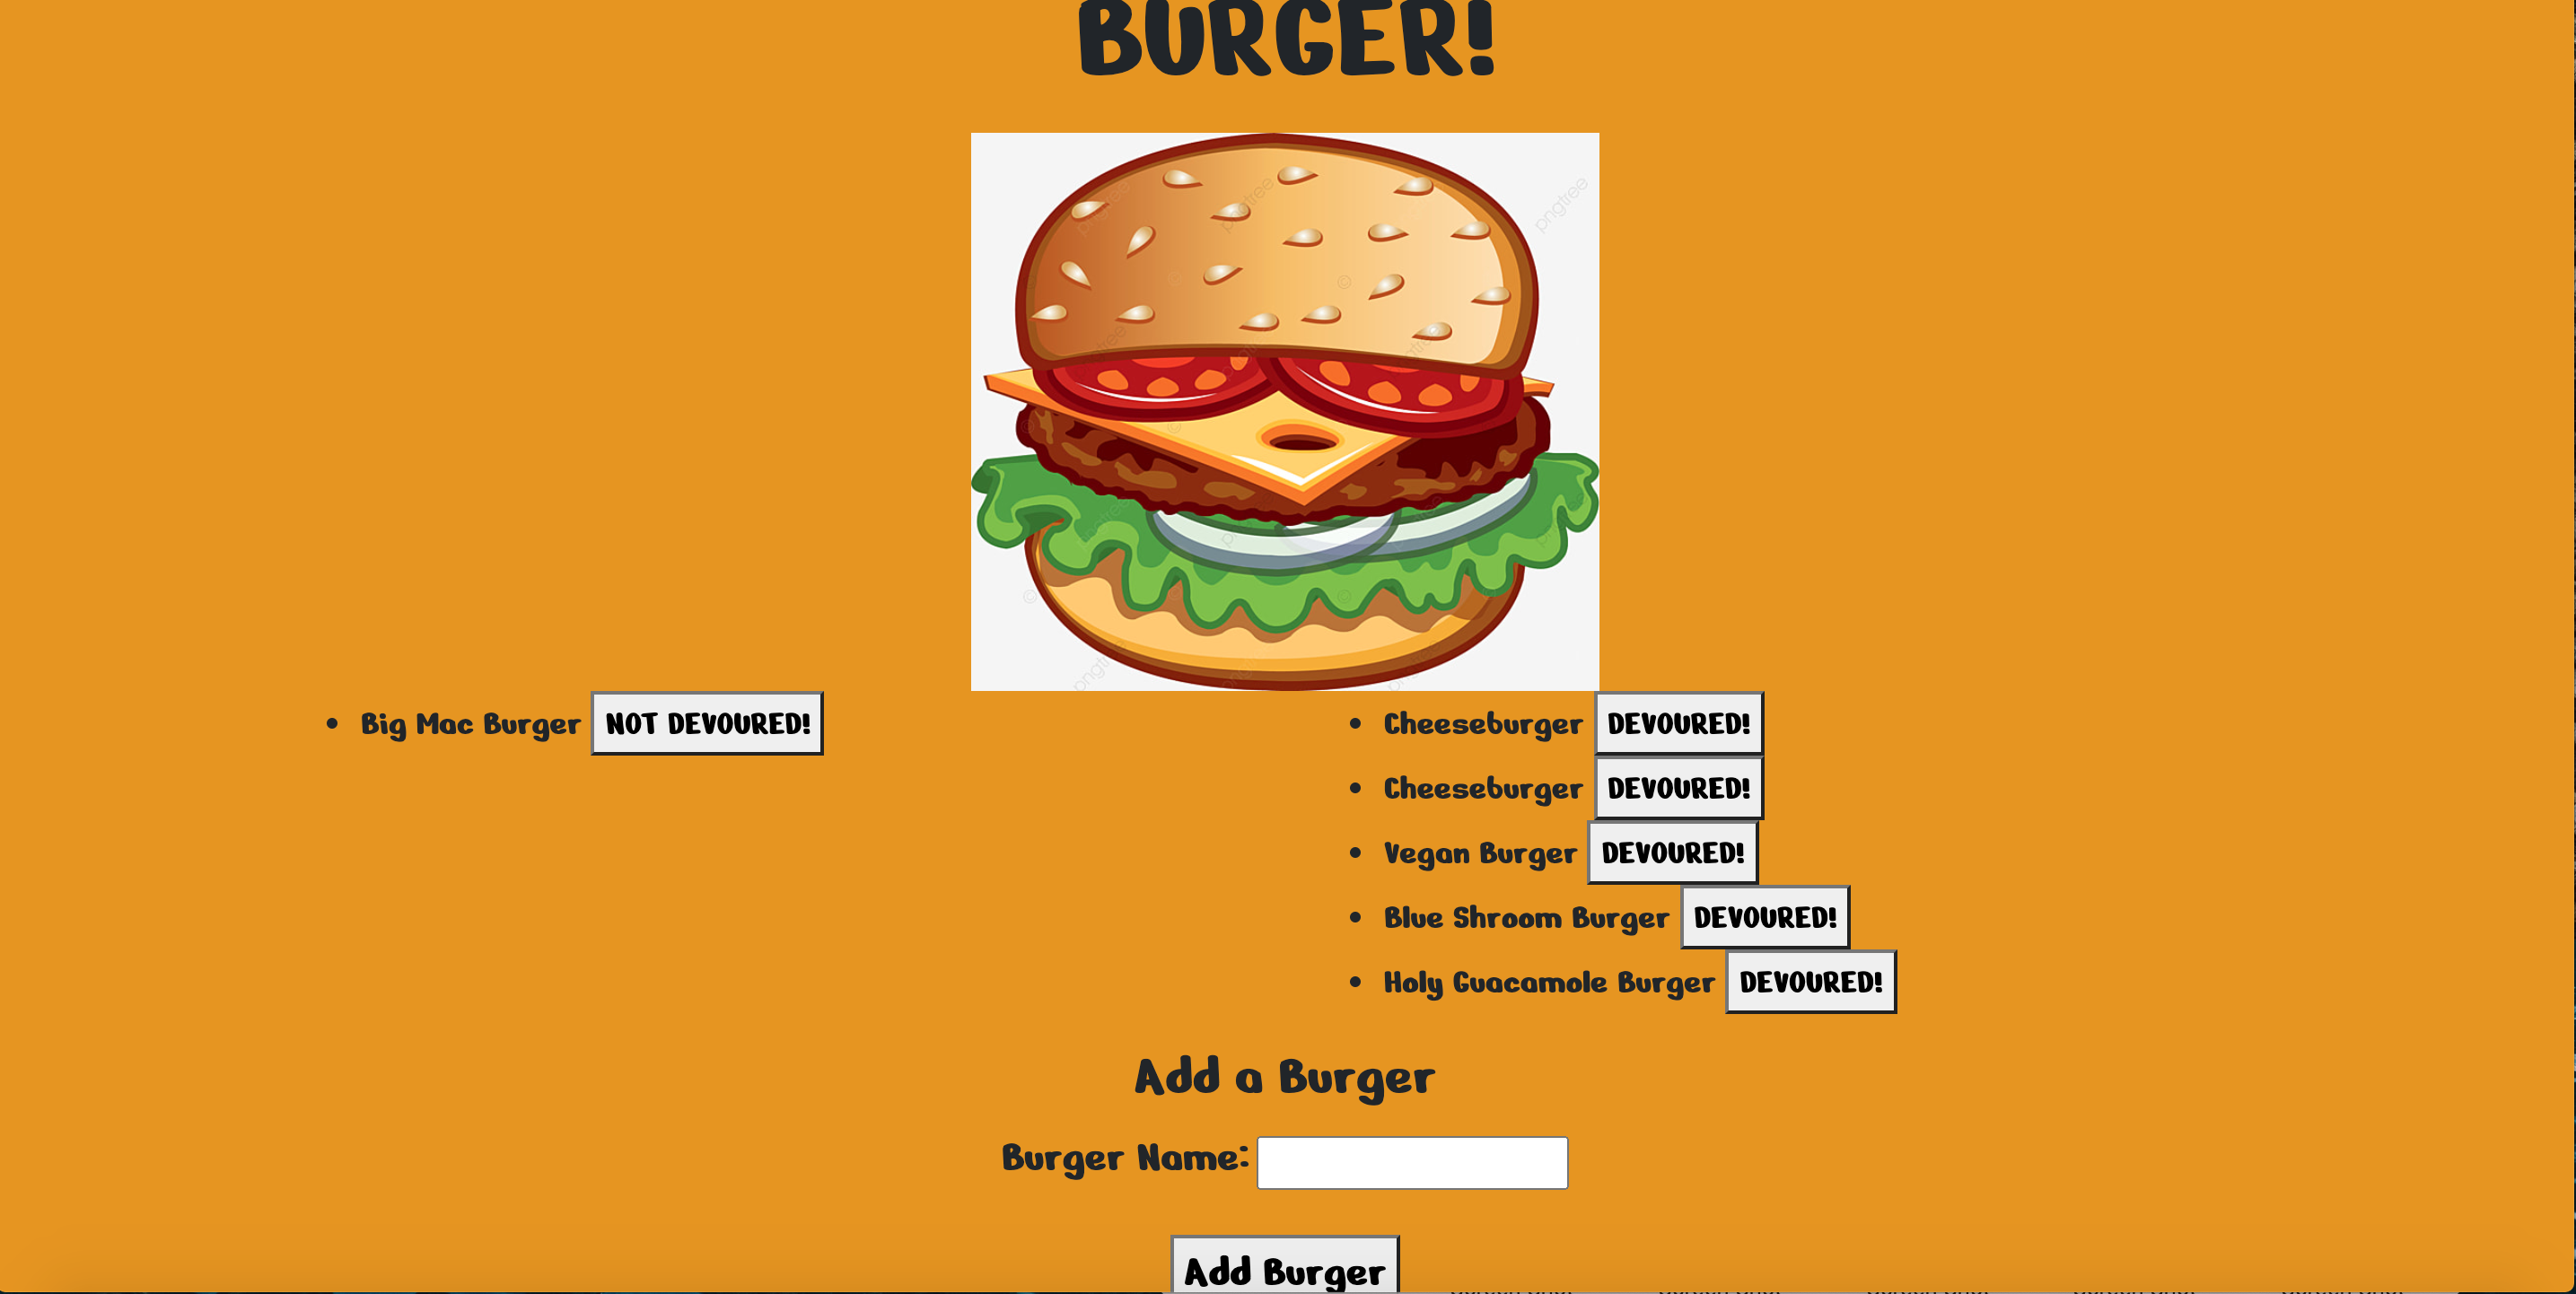 BURGER!
pngtree
Big Mac Burger NOT DEVOURED!
Cheeseburger DEVOURED!
Cheeseburger DEVOURED!
Vegan Burger DEVOURED!
Blue Shroom Burger DEVOURED!
Holy Guacamole Burger DEVOURED!
Add a Burger
Burger Name:
Add Burger